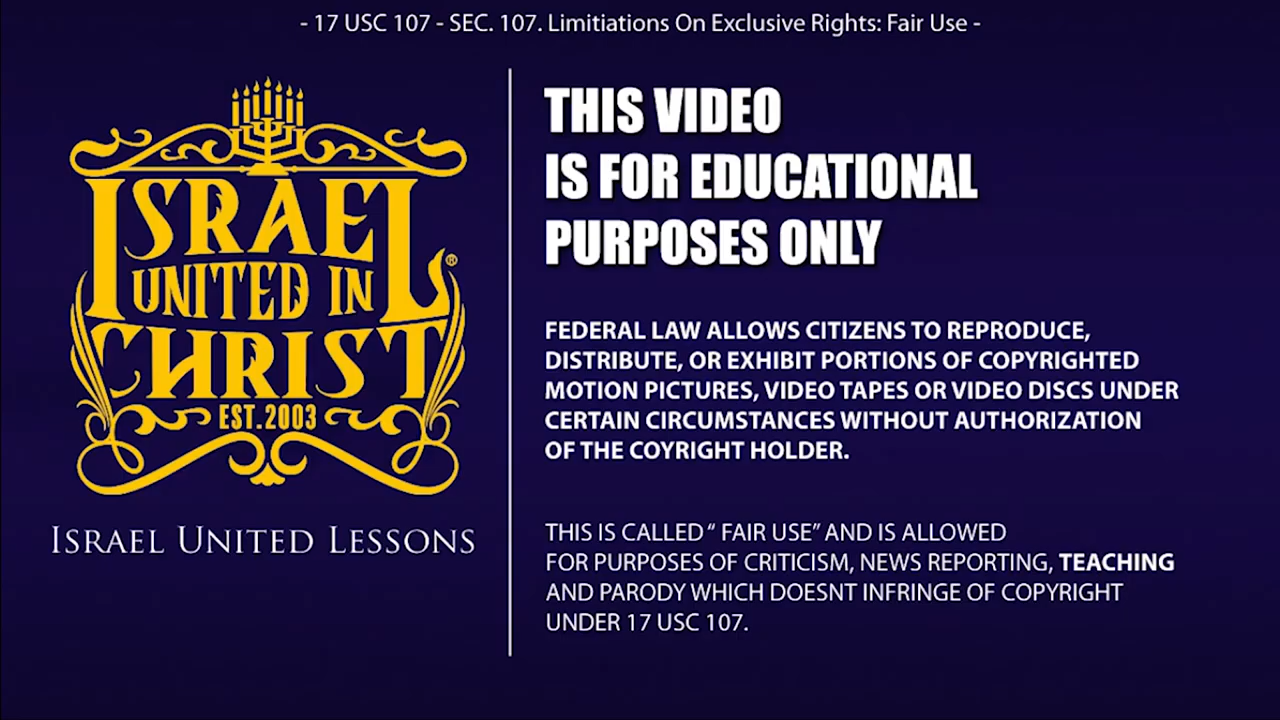 - 17 USC 107 - SEC. 107. Limitiations On Exclusive Rights: Fair Use -
ISRAEL
UNITED IN
CHRIST
EST.2003
®
ISRAEL UNITED LESSONS
THIS VIDEO
IS FOR EDUCATIONAL
PURPOSES ONLY
FEDERAL LAW ALLOWS CITIZENS TO REPRODUCE,
DISTRIBUTE, OR EXHIBIT PORTIONS OF COPYRIGHTED
MOTION PICTURES, VIDEO TAPES OR VIDEO DISCS UNDER
CERTAIN CIRCUMSTANCES WITHOUT AUTHORIZATION
OF THE COYRIGHT HOLDER.
THIS IS CALLED “ FAIR USE” AND IS ALLOWED
FOR PURPOSES OF CRITICISM, NEWS REPORTING, TEACHING
AND PARODY WHICH DOESNT INFRINGE OF COPYRIGHT
UNDER 17 USC 107.